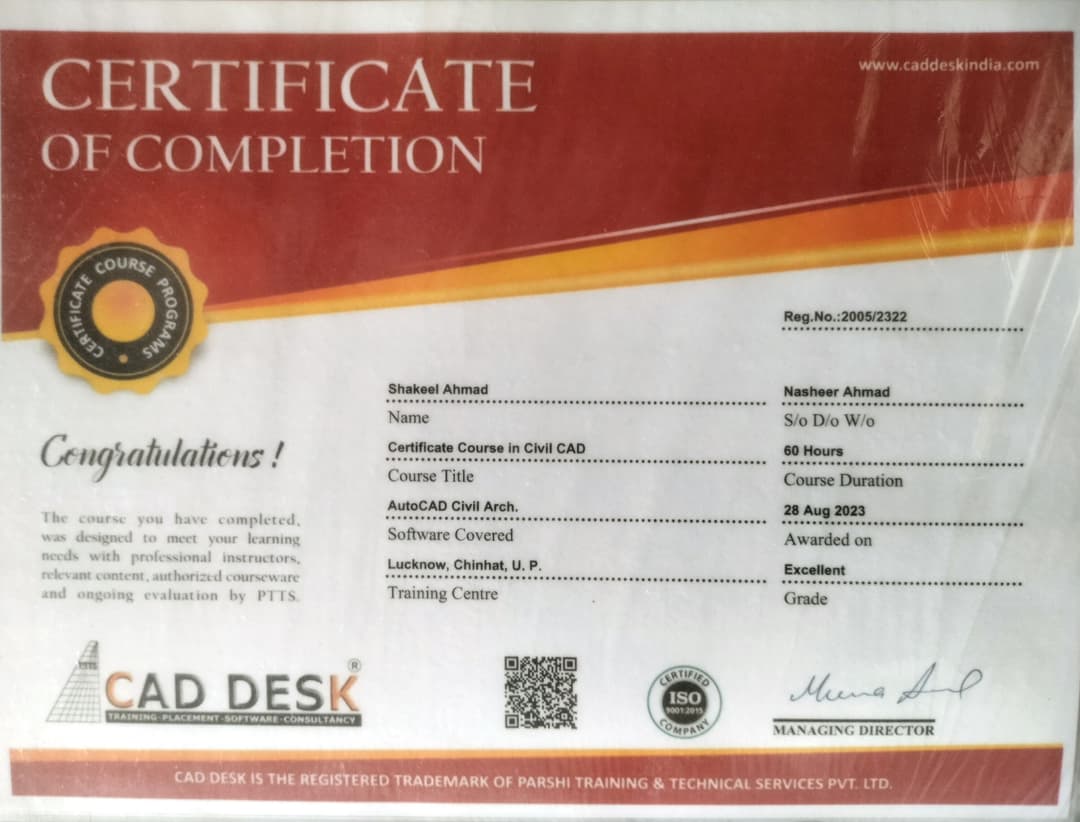 www.caddeskindia.com
CERTIFICATE
OF COMPLETION
CERTIFICATE COURSE PROGRAMS
Reg.No.:2005/2322
Shakeel Ahmad
Name
Nasheer Ahmad
S/o D/o W/o
Certificate Course in Civil CAD
Course Title
60 Hours
Course Duration
AutoCAD Civil Arch.
Software Covered
28 Aug 2023
Awarded on
Lucknow, Chinhat, U. P.
Training Centre
Excellent
Grade
Congratulations !
The course you have completed,
was designed to meet your learning
needs with professional instructors,
relevant content, authorized courseware
and ongoing evaluation by PTTS.
PTTS
CAD DESK ®
TRAINING-PLACEMENT-SOFTWARE-CONSULTANCY
CERTIFIED
ISO
9001:2015
COMPANY
MANAGING DIRECTOR
CAD DESK IS THE REGISTERED TRADEMARK OF PARSHI TRAINING & TECHNICAL SERVICES PVT. LTD.